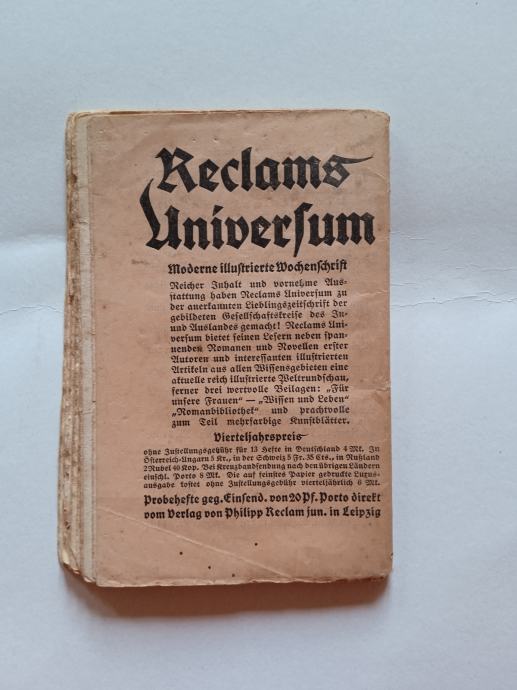 Reclams
Universum
Moderne illustrierte Wochenschrift
Reicher Inhalt und vornehme Aus-
stattung haben Reclams Universum zu
der anerkannten Lieblingszeitschrift der
gebildeten Gesellschaftskreise des In-
und Auslandes gemacht! Reclams Uni-
versum bietet seinen Lesern neben span-
nenden Romanen und Novellen erster
Autoren und interessanten illustrierten
Artikeln aus allen Wissensgebieten eine
aktuelle reich illustrierte Weltrundschau,
ferner drei wertvolle Beilagen: „Für
unsere Frauen“ — „Wissen und Leben“
„Romanbibliothek“ und prachtvolle
zum Teil mehrfarbige Kunstblätter.
Vierteljahrspreis
ohne Zustellungsgebühr für 13 Hefte in Deutschland 4 Mk. In
Österreich-Ungarn 5 Kr., in der Schweiz 5 Fr. 35 Cts., in Rußland
2 Rubel 40 Kop. Bei Kreuzbandsendung nach den übrigen Ländern
einschl. Porto 8 Mk. Die auf feinstes Papier gedruckte Luxus-
ausgabe kostet ohne Zustellungsgebühr vierteljährlich 6 Mk.
Probehefte geg. Einsend. von 20 Pf. Porto direkt
vom Verlag von Philipp Reclam jun. in Leipzig